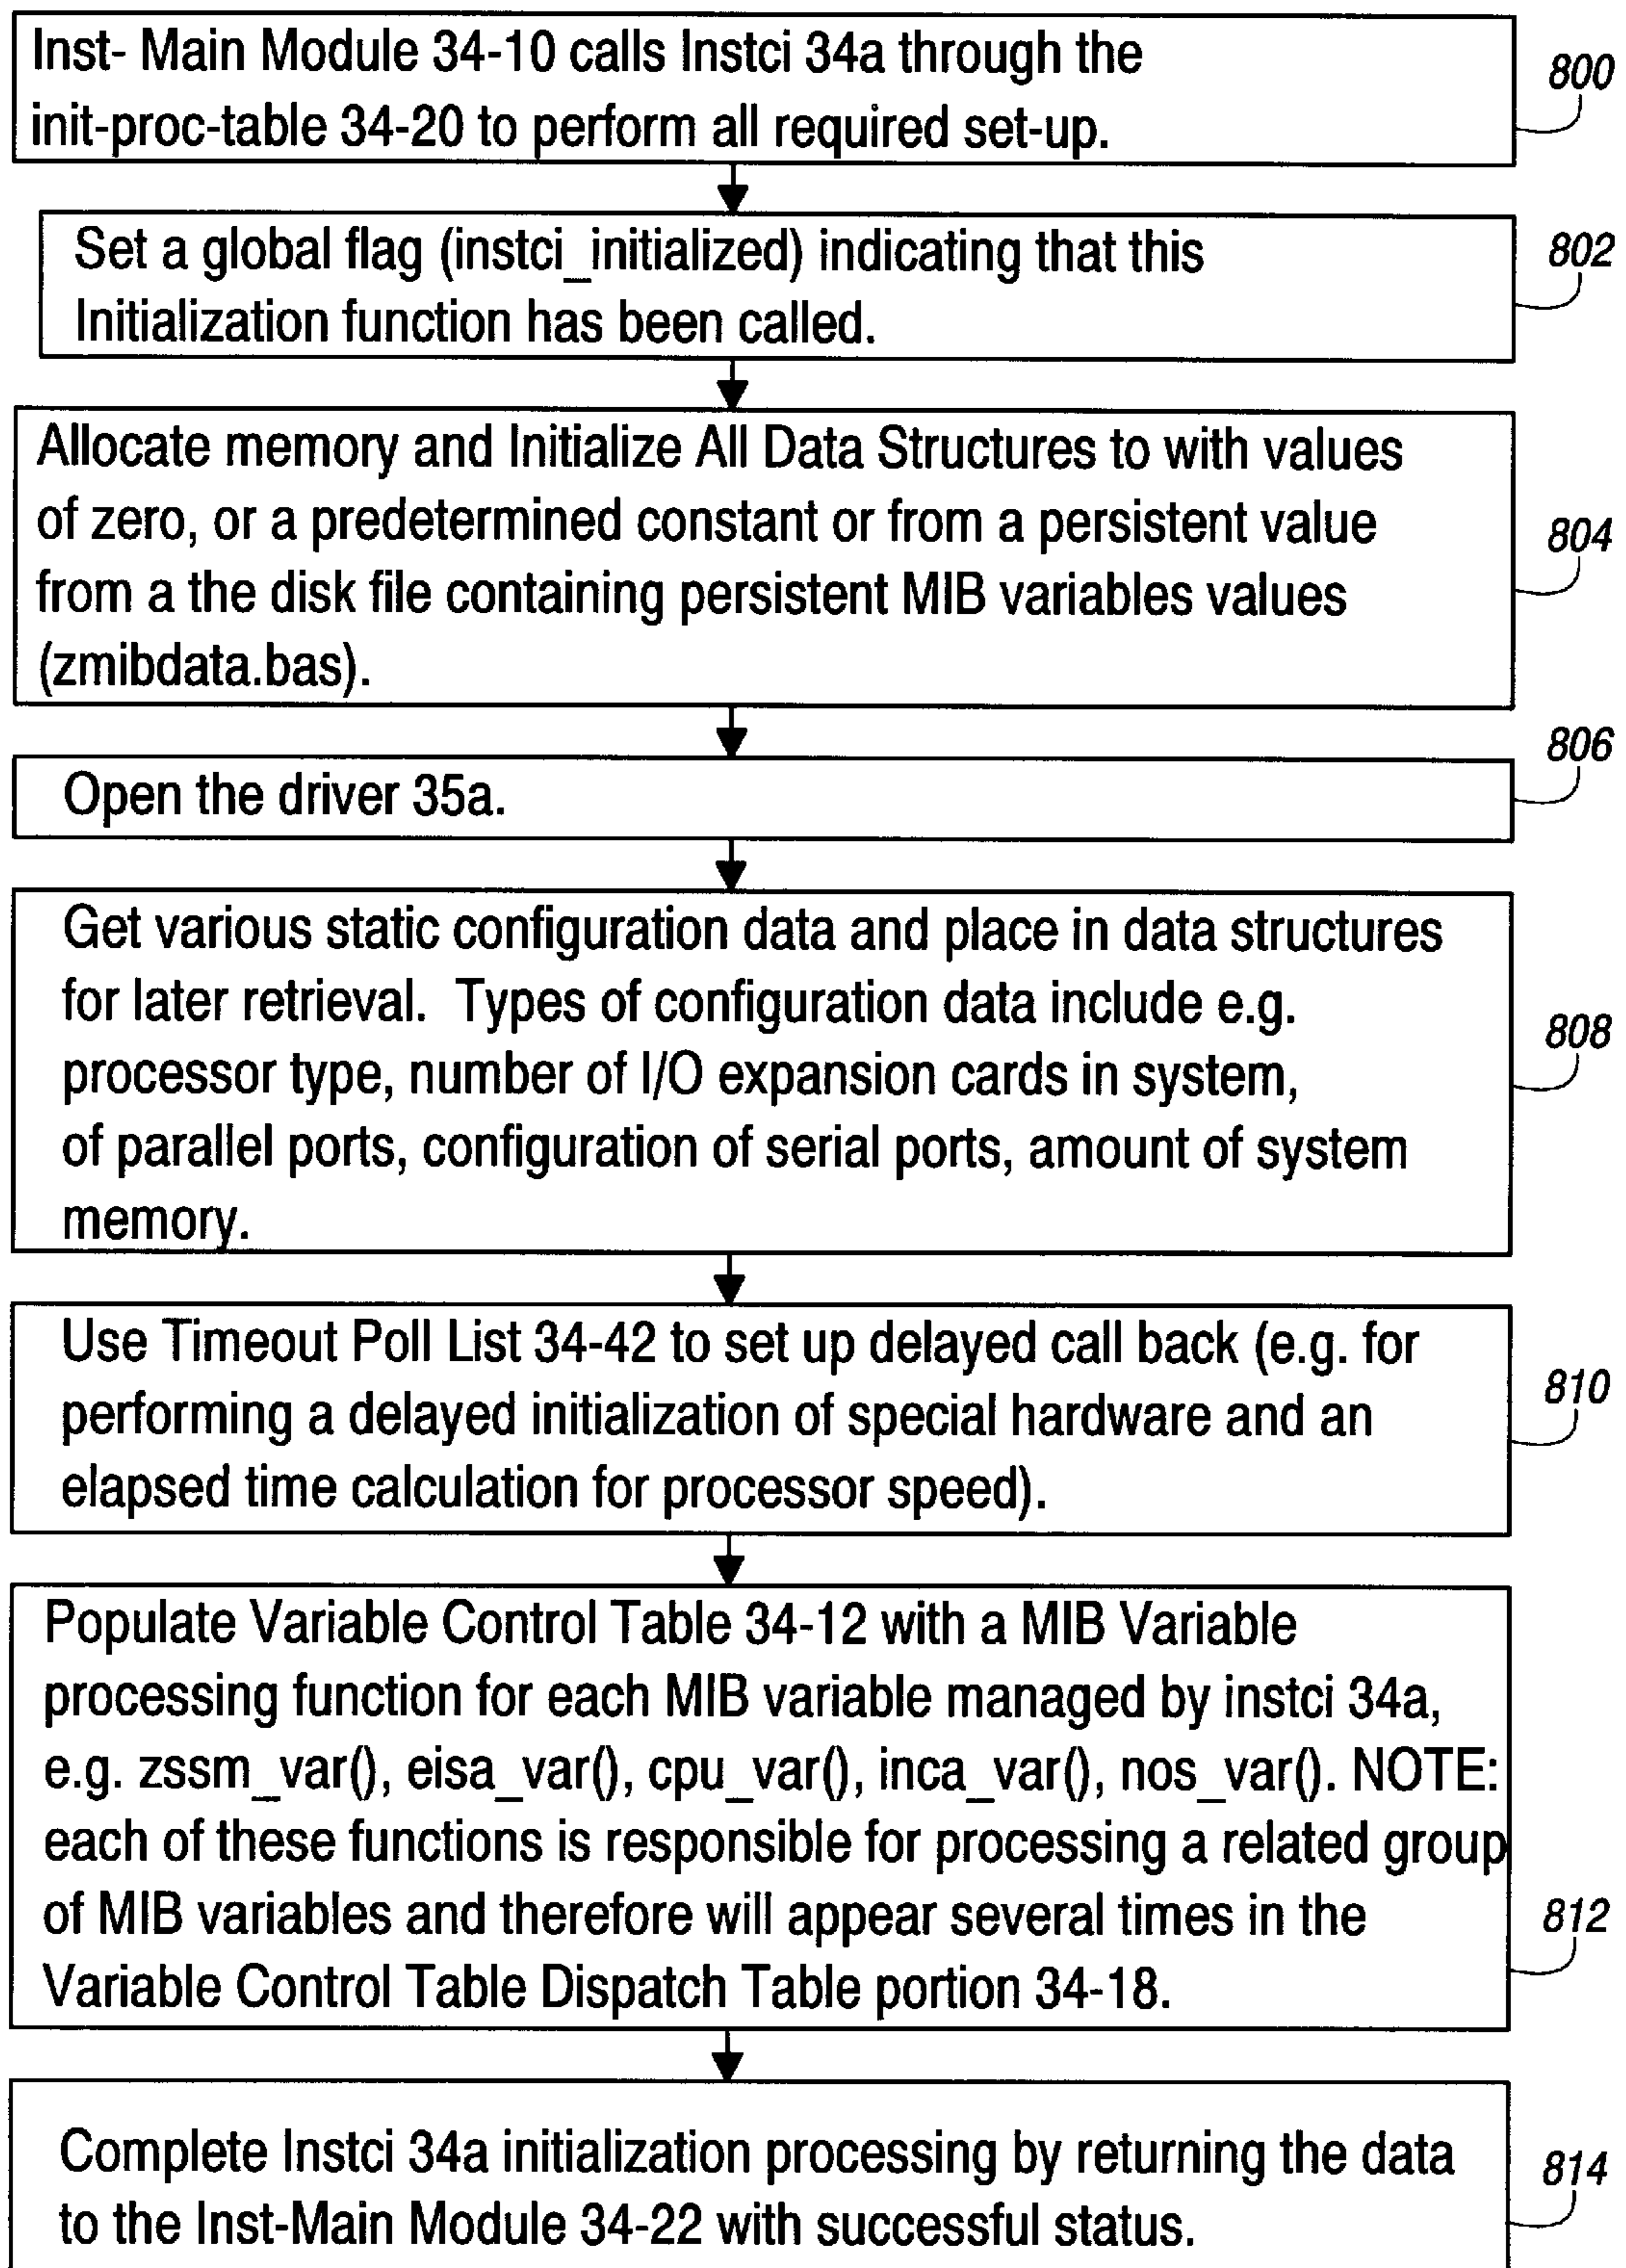 Inst- Main Module 34-10 calls Instci 34a through the
init-proc-table 34-20 to perform all required set-up.
800
Set a global flag (instci_initialized) indicating that this
Initialization function has been called.
802
Allocate memory and Initialize All Data Structures to with values
of zero, or a predetermined constant or from a persistent value
from a the disk file containing persistent MIB variables values
(zmibdata.bas).
804
Open the driver 35a.
806
Get various static configuration data and place in data structures
for later retrieval. Types of configuration data include e.g.
processor type, number of I/O expansion cards in system,
of parallel ports, configuration of serial ports, amount of system
memory.
808
Use Timeout Poll List 34-42 to set up delayed call back (e.g. for
performing a delayed initialization of special hardware and an
elapsed time calculation for processor speed).
810
Populate Variable Control Table 34-12 with a MIB Variable
processing function for each MIB variable managed by instci 34a,
e.g. zssm_var(), eisa_var(), cpu_var(), inca_var(), nos_var(). NOTE:
each of these functions is responsible for processing a related group
of MIB variables and therefore will appear several times in the
Variable Control Table Dispatch Table portion 34-18.
812
Complete Instci 34a initialization processing by returning the data
to the Inst-Main Module 34-22 with successful status.
814